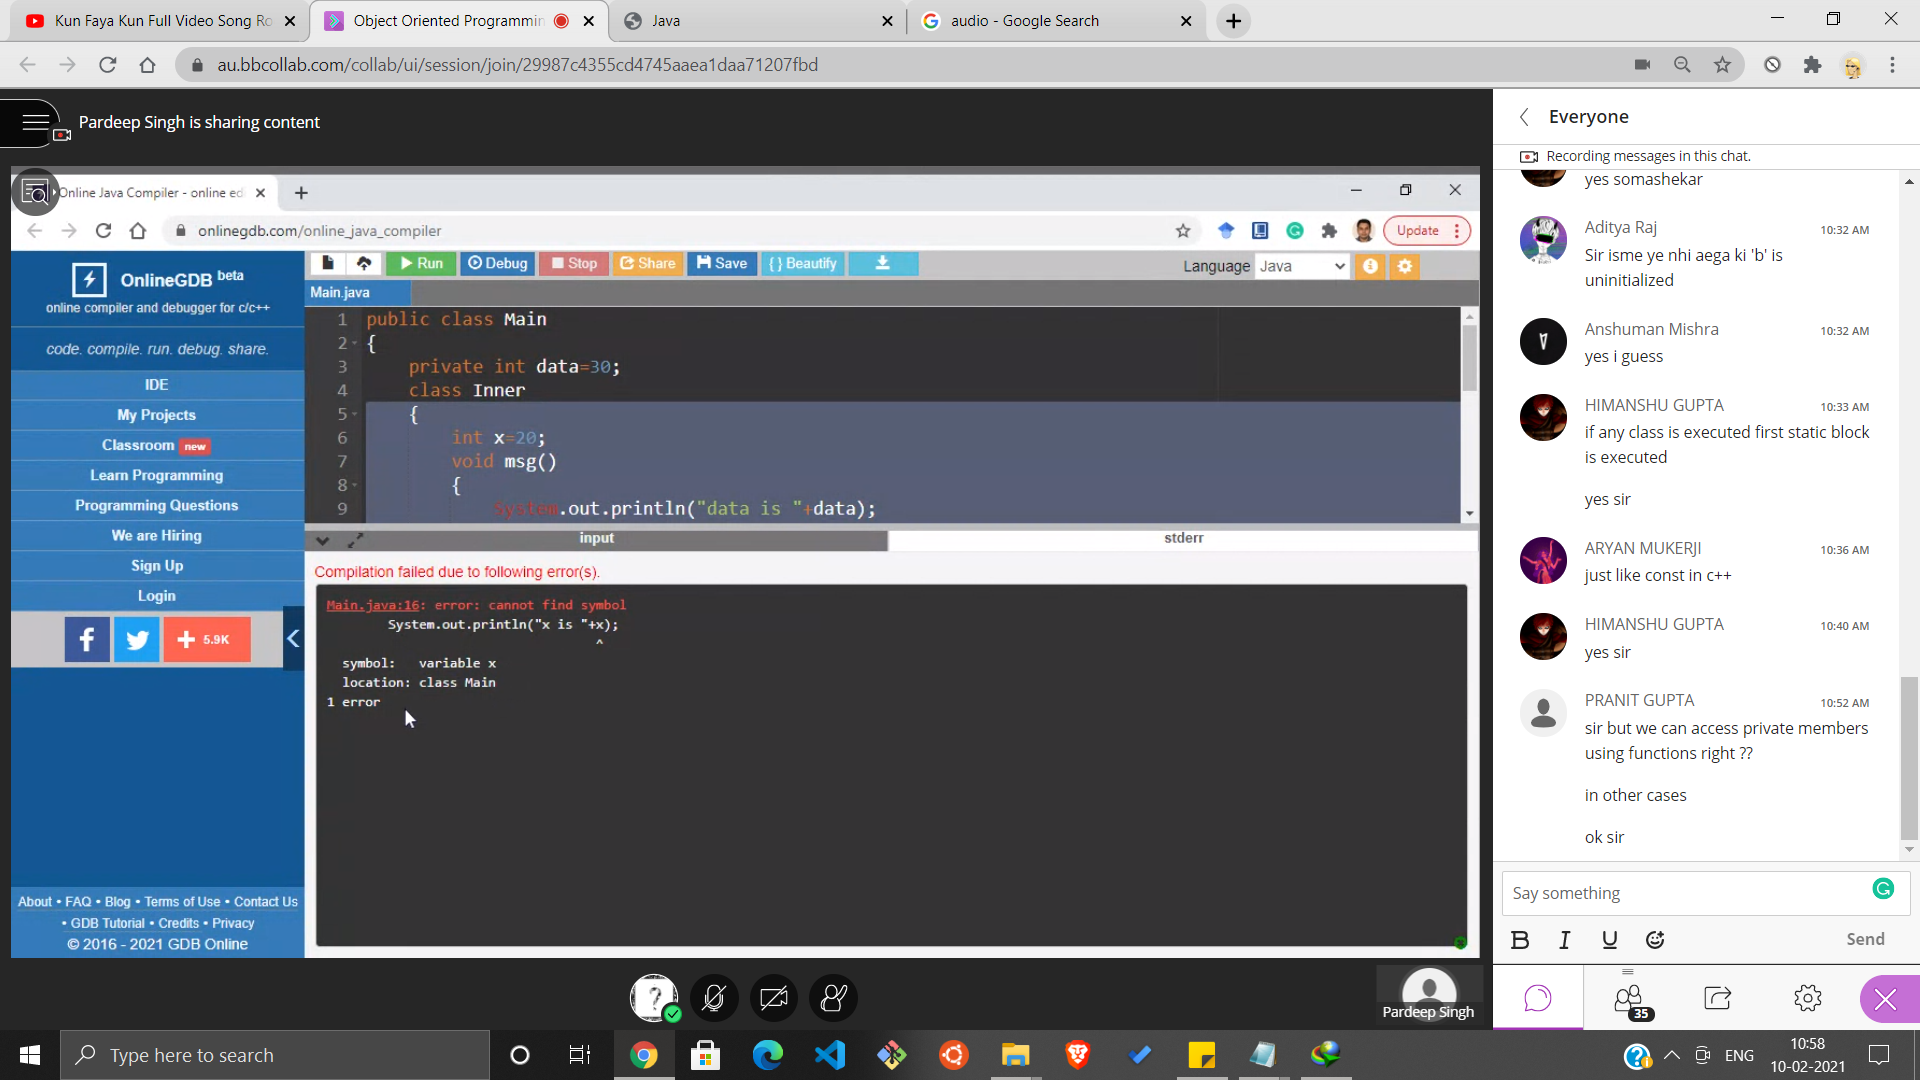 Kun Faya Kun Full Video Song Ro
Object Oriented Programmin
Java
audio - Google Search
au.bbcollab.com/collab/ui/session/join/29987c4355cd4745aaea1daa71207fbd
Pardeep Singh is sharing content
Online Java Compiler - online ed
onlinegdb.com/online_java_compiler
Update
OnlineGDB beta
online compiler and debugger for c/c++
code. compile. run. debug. share.
IDE
My Projects
Classroom new
Learn Programming
Programming Questions
We are Hiring
Sign Up
Login
5.9K
About • FAQ • Blog • Terms of Use • Contact Us
• GDB Tutorial • Credits • Privacy
© 2016 - 2021 GDB Online
Run
Debug
Stop
Share
Save
{ } Beautify
Language Java
Main.java
1 public class Main
2 {
3 private int data=30;
4 class Inner
5 {
6 int x=20;
7 void msg()
8 {
9 System.out.println("data is "+data);
input
stderr
Compilation failed due to following error(s).
Main.java:16: error: cannot find symbol
System.out.println("x is "+x);
^
symbol: variable x
location: class Main
1 error
Pardeep Singh
Everyone
Recording messages in this chat.
yes somashekar
Aditya Raj 10:32 AM
Sir isme ye nhi aega ki 'b' is
uninitialized
Anshuman Mishra 10:32 AM
yes i guess
HIMANSHU GUPTA 10:33 AM
if any class is executed first static block
is executed
yes sir
ARYAN MUKERJI 10:36 AM
just like const in c++
HIMANSHU GUPTA 10:40 AM
yes sir
PRANIT GUPTA 10:52 AM
sir but we can access private members
using functions right ??
in other cases
ok sir
Say something
B I U
Send
35
Type here to search
ENG
10:58
10-02-2021